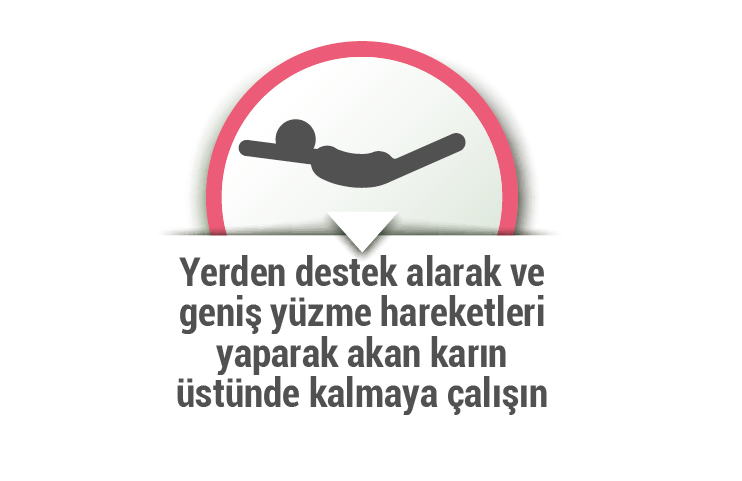 Yerden destek alarak ve
geniş yüzme hareketleri
yaparak akan karın
üstünde kalmaya çalışın